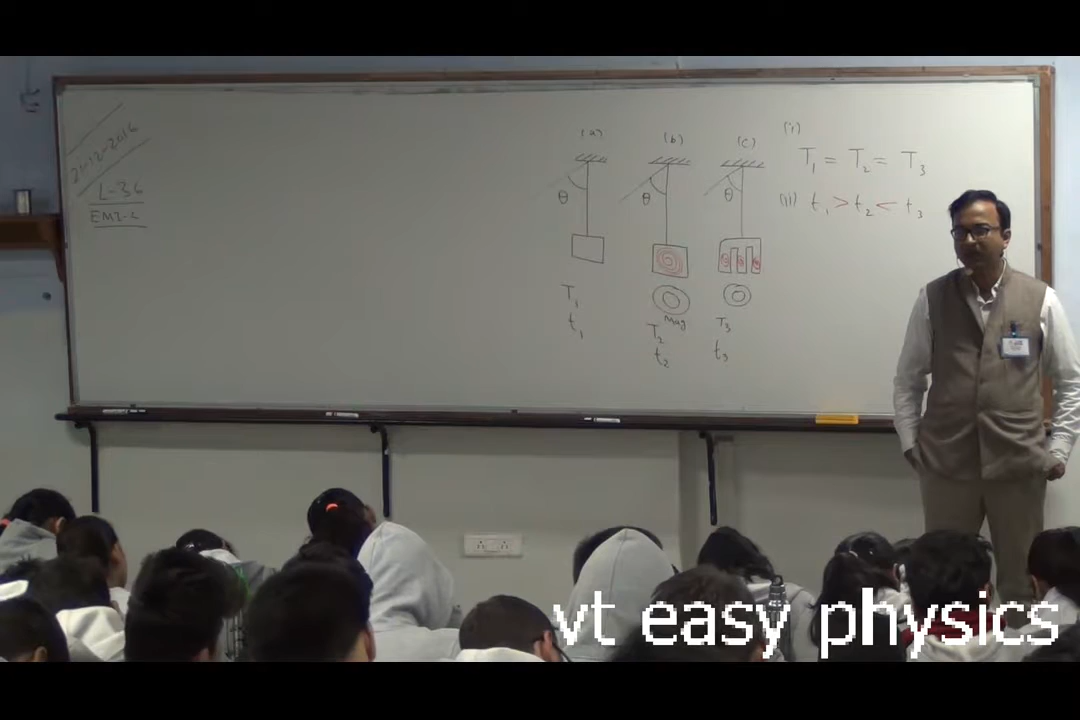 21-12-2016
L-36
EMI-2
(a)
(b)
(c)
θ
θ
θ
T₁
t₁
Mag
T₂
t₂
T₃
t₃
(i)
T₁ = T₂ = T₃
(ii) t₁ > t₂ < t₃
vt easy physics